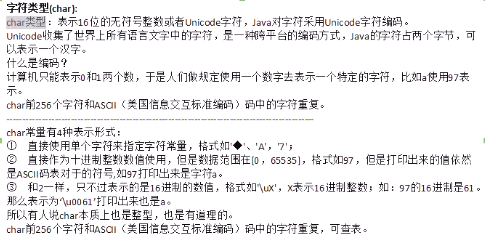 字符类型(char):
char类型：表示16位的无符号整数或者Unicode字符，Java对字符采用Unicode字符编码。
Unicode收集了世界上所有语言文字中的字符，是一种跨平台的编码方式，Java的字符占两个字节，可
以表示一个汉字。
什么是编码？
计算机只能表示0和1两个数，于是人们做规定使用一个数字去表示一个特定的字符，比如a使用97表
示。
char前256个字符和ASCII（美国信息交互标准编码）码中的字符重复。
char常量有4种表示形式：
① 直接使用单个字符来指定字符常量，格式如'◆'、'A'，'7'；
② 直接作为十进制整数数值使用，但是数据范围在[0，65535]，格式如97，但是打印出来的值依然
是ASCII码表对于的符号,如97打印出来是字符a。
③ 和2一样，只不过表示的是16进制的数值，格式如'\uX'，X表示16进制整数；如：97的16进制是61。
那么表示为'\u0061'打印出来也是a。
所以有人说char本质上也是整型，也是有道理的。
char前256个字符和ASCII（美国信息交互标准编码）码中的字符重复，可查表。